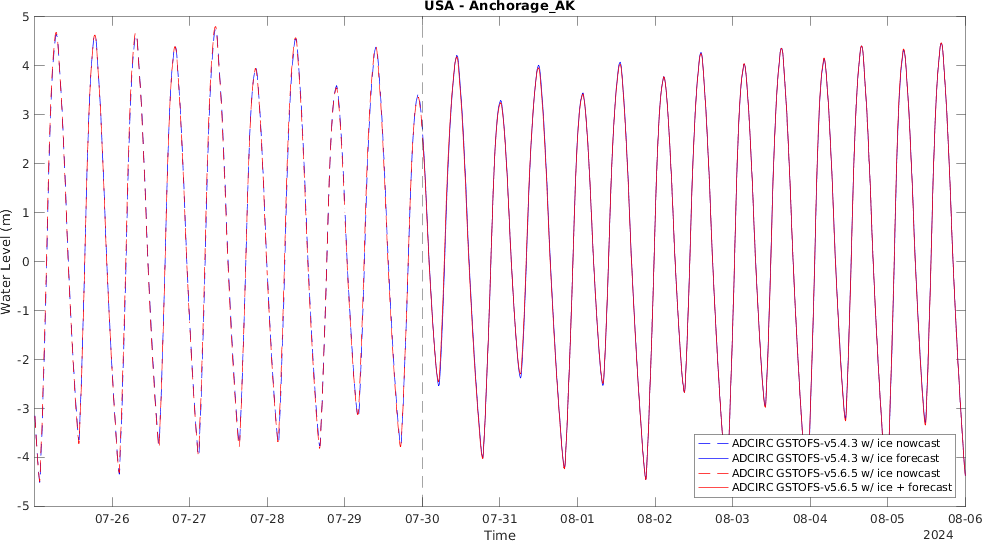 USA - Anchorage_AK
5
4
3
2
1
0
-1
-2
-3
-4
-5
Water Level (m)
ADCIRC GSTOFS-v5.4.3 w/ ice nowcast
ADCIRC GSTOFS-v5.4.3 w/ ice forecast
ADCIRC GSTOFS-v5.6.5 w/ ice nowcast
ADCIRC GSTOFS-v5.6.5 w/ ice + forecast
07-26 07-27 07-28 07-29 07-30 07-31 08-01 08-02 08-03 08-04 08-05 08-06
Time
2024